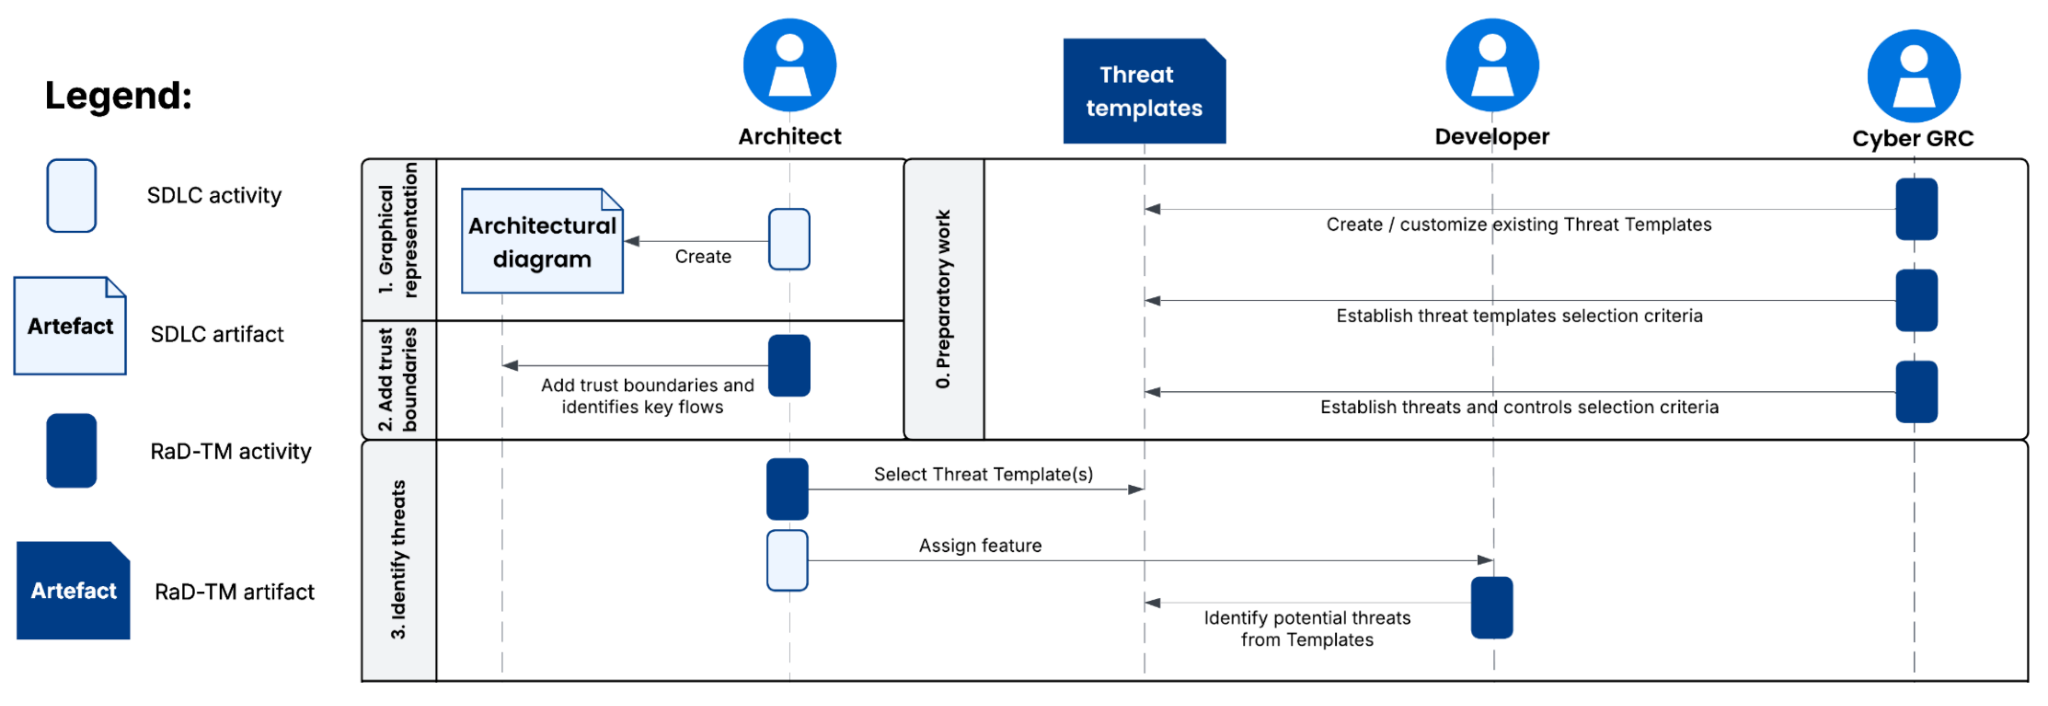 Legend:
SDLC activity
Artefact
SDLC artifact
RaD-TM activity
Artefact
RaD-TM artifact
Architect
Threat
templates
Developer
Cyber GRC
1. Graphical
representation
Architectural
diagram
Create
2. Add trust
boundaries
Add trust boundaries and
identifies key flows
0. Preparatory work
Create / customize existing Threat Templates
Establish threat templates selection criteria
Establish threats and controls selection criteria
3. Identify threats
Select Threat Template(s)
Assign feature
Identify potential threats
from Templates